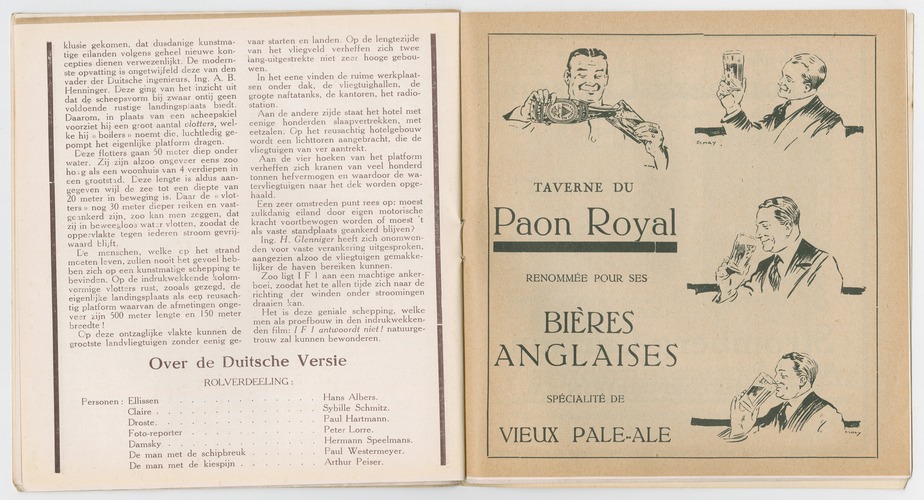 klusie gekomen, dat dusdanige kunstma-
tige eilanden volgens geheel nieuwe kon-
cepties dienen verwezenlijkt. De modern-
ste opvatting is ongetwijfeld deze van den
vader der Duitsche ingenieurs, Ing. A. B.
Henninger. Deze ging van het inzicht uit
dat de scheepsvorm bij zwaar ontij geen
voldoende rustige landingsplaats biedt.
Daarom, in plaats van een scheepskiel
voorziet hij een groot aantal vlotters, wel-
ke hij « boilers » noemt die, luchtledig ge-
pompt het eigenlijke platform dragen.
Deze flotters gaan 50 meter diep onder
water. Zij zijn alzoo ongeveer eens zoo
hoog als een woonhuis van 4 verdiepen in
een grootstad. Deze lengte is aldus aan-
gegeven wijl de zee tot een diepte van
20 meter in beweging is. Daar de « vlot-
ters » nog 30 meter dieper reiken en vast-
geankerd zijn, zoo kan men zeggen, dat
zij in beweegloos water vlotten, zoodat de
oppervlakte tegen iederen stroom gevrij-
waard blijft.
De menschen, welke op het strand
moeten leven, zullen nooit het gevoel heb-
ben zich op een kunstmatige schepping te
bevinden. Op de indrukwekkende kolom-
vormige vlotters rust, zooals gezegd, de
eigenlijke landingsplaats als een reusach-
tig platform waarvan de afmetingen onge-
veer zijn 500 meter lengte en 150 meter
breedte !
Op deze ontzaglijke vlakte kunnen de
grootste landvliegtuigen zonder eenig ge-
vaar starten en landen. Op de lengtezijde
van het vliegveld verheffen zich twee
lang-uitgestrekte met zeer hooge gebou-
wen.
In het eene vinden de ruime werkplaat-
sen onder dak, de vliegtuighallen, de
groote naftatanks, de kantoren, het radio-
station.
Aan de andere zijde staat het hotel met
eenige honderden slaapvertrekken, met
eetzalen. Op het reusachtig hotelgebouw
wordt een lichttoren aangebracht, die de
vliegtuigen van ver aantrekt.
Aan de vier hoeken van het platform
verheffen zich kranen van veel honderd
tonnen hefvermogen en waardoor de wa-
tervliegtuigen naar het dek worden opge-
haald.
Een zeer omstreden punt rees op: moest
zulkdanig eiland door eigen motorische
kracht voortbewogen worden of moest 't
als vaste standplaats geankerd blijven?
Ing. H. Glenniger heeft zich onomwon-
den voor vaste verankering uitgesproken,
aangezien alzoo de vliegtuigen gemakke-
lijker de haven bereiken kunnen.
Zoo ligt I F 1 aan een machtige anker-
boei, zoodat het te allen tijde zich naar de
richting der winden onder stroomingen
draaien kan.
Het is deze geniale schepping, welke
men als proefbouw in den indrukwekken-
den film: I F 1 antwoordt niet! natuurge-
trouw zal kunnen bewonderen.
Over de Duitsche Versie
ROLVERDEELING :
Personen : Ellissen . . . . . . . . . Hans Albers.
Claire . . . . . . . . . Sybille Schmitz.
Droste . . . . . . . . . Paul Hartmann.
Foto-reporter . . . . . . . Peter Lorre.
Damsky . . . . . . . . . Hermann Speelmans.
De man met de schipbreuk . . . . Paul Westermeyer.
De man met de kiespijn . . . . . Arthur Peiser.
TAVERNE DU
Paon Royal
RENOMMÉE POUR SES
BIÈRES
ANGLAISES
SPÉCIALITÉ DE
VIEUX PALE-ALE